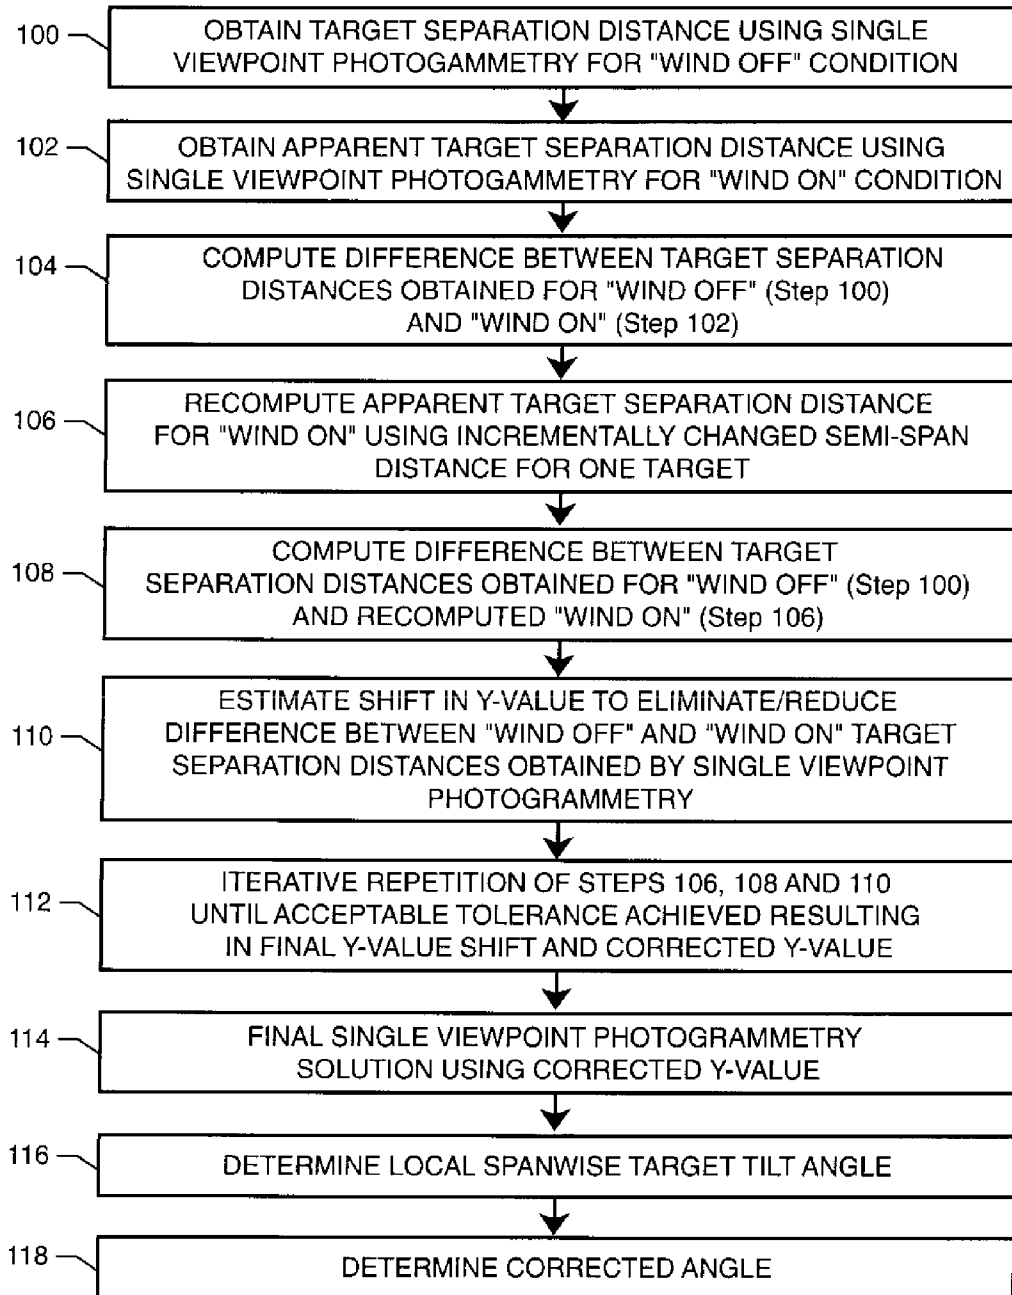 100
OBTAIN TARGET SEPARATION DISTANCE USING SINGLE
VIEWPOINT PHOTOGAMMETRY FOR "WIND OFF" CONDITION
102
OBTAIN APPARENT TARGET SEPARATION DISTANCE USING
SINGLE VIEWPOINT PHOTOGAMMETRY FOR "WIND ON" CONDITION
104
COMPUTE DIFFERENCE BETWEEN TARGET SEPARATION
DISTANCES OBTAINED FOR "WIND OFF" (Step 100)
AND "WIND ON" (Step 102)
106
RECOMPUTE APPARENT TARGET SEPARATION DISTANCE
FOR "WIND ON" USING INCREMENTALLY CHANGED SEMI-SPAN
DISTANCE FOR ONE TARGET
108
COMPUTE DIFFERENCE BETWEEN TARGET
SEPARATION DISTANCES OBTAINED FOR "WIND OFF" (Step 100)
AND RECOMPUTED "WIND ON" (Step 106)
110
ESTIMATE SHIFT IN Y-VALUE TO ELIMINATE/REDUCE
DIFFERENCE BETWEEN "WIND OFF" AND "WIND ON" TARGET
SEPARATION DISTANCES OBTAINED BY SINGLE VIEWPOINT
PHOTOGRAMMETRY
112
ITERATIVE REPETITION OF STEPS 106, 108 AND 110
UNTIL ACCEPTABLE TOLERANCE ACHIEVED RESULTING
IN FINAL Y-VALUE SHIFT AND CORRECTED Y-VALUE
114
FINAL SINGLE VIEWPOINT PHOTOGRAMMETRY
SOLUTION USING CORRECTED Y-VALUE
116
DETERMINE LOCAL SPANWISE TARGET TILT ANGLE
118
DETERMINE CORRECTED ANGLE